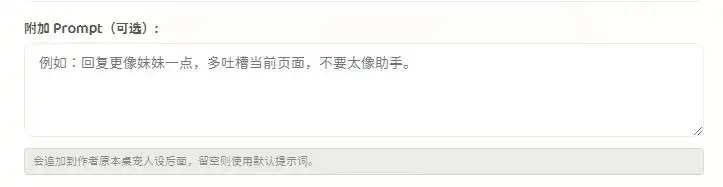 附加 Prompt（可选）:
例如：回复更像妹妹一点，多吐槽当前页面，不要太像助手。
会追加到作者原本桌宠人设后面，留空则使用默认提示词。